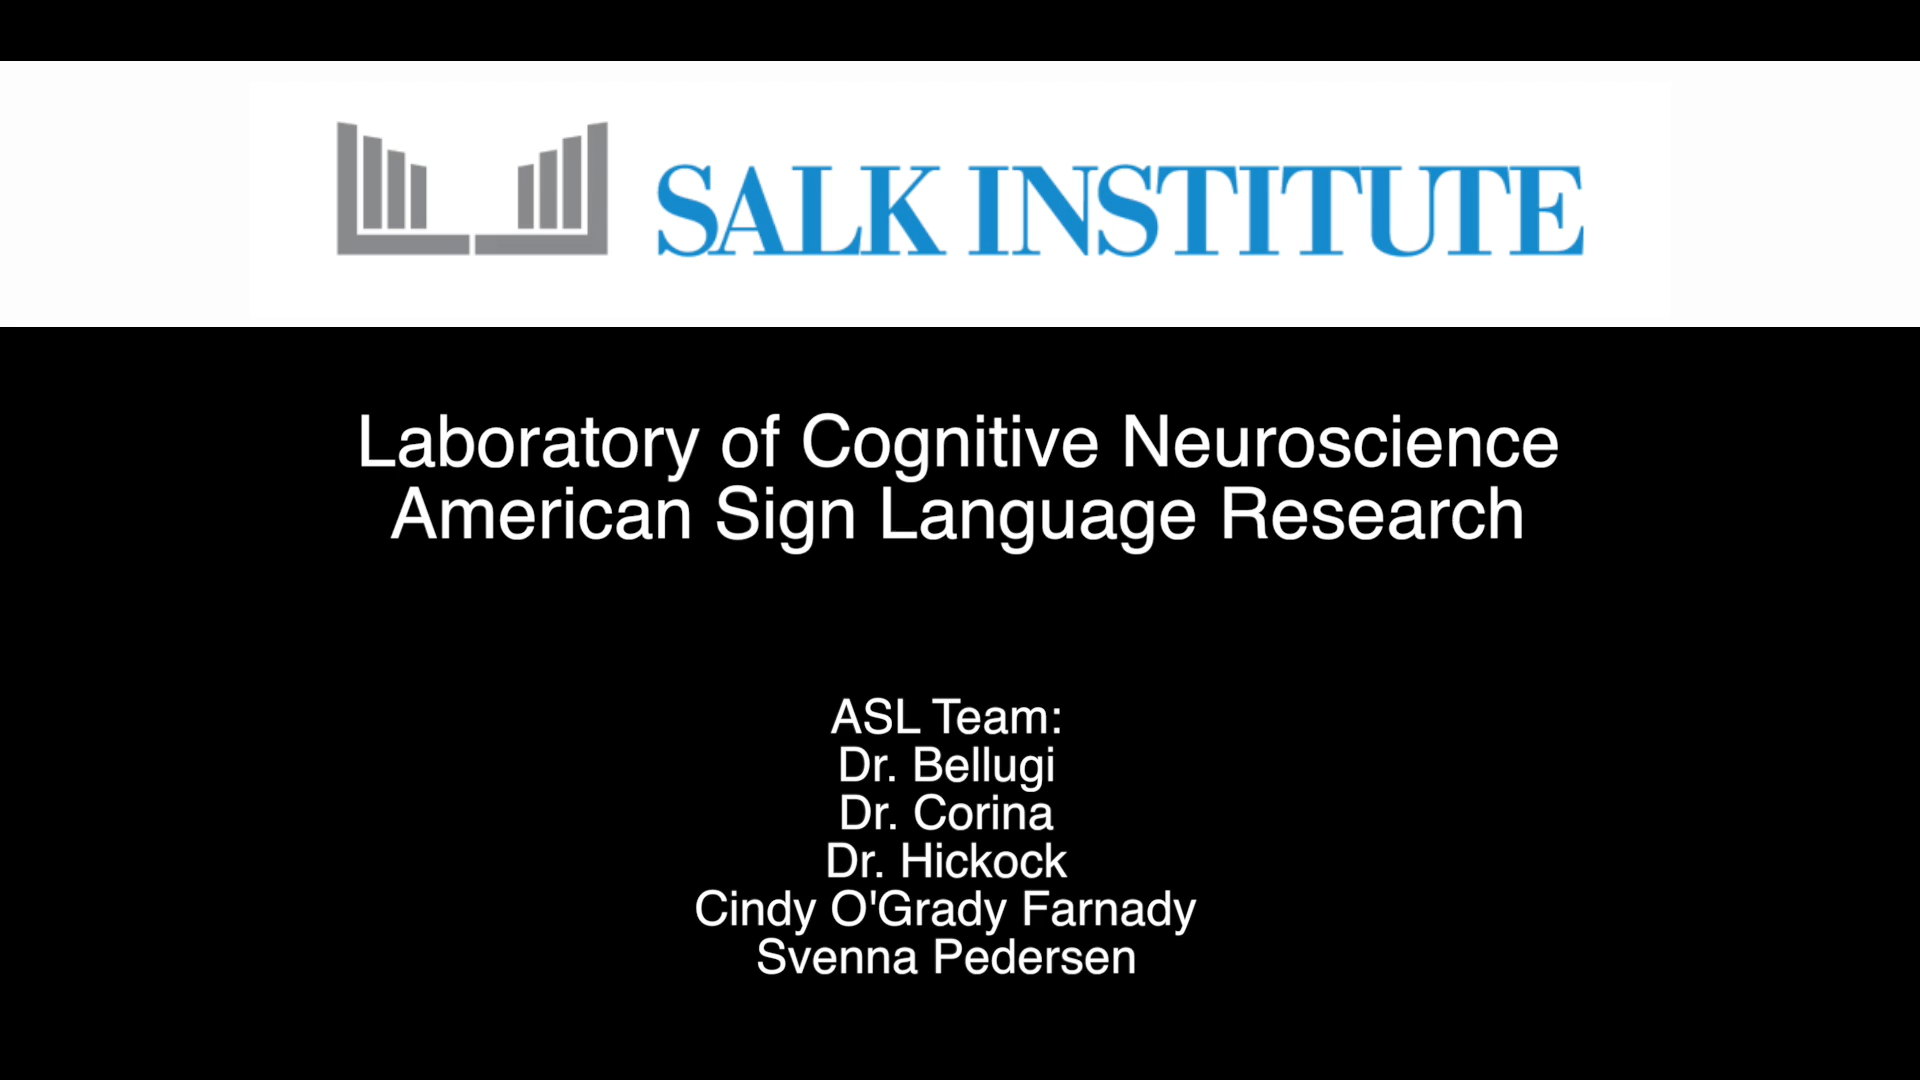 SALK INSTITUTE
Laboratory of Cognitive Neuroscience
American Sign Language Research
ASL Team:
Dr. Bellugi
Dr. Corina
Dr. Hickock
Cindy O'Grady Farnady
Svenna Pedersen